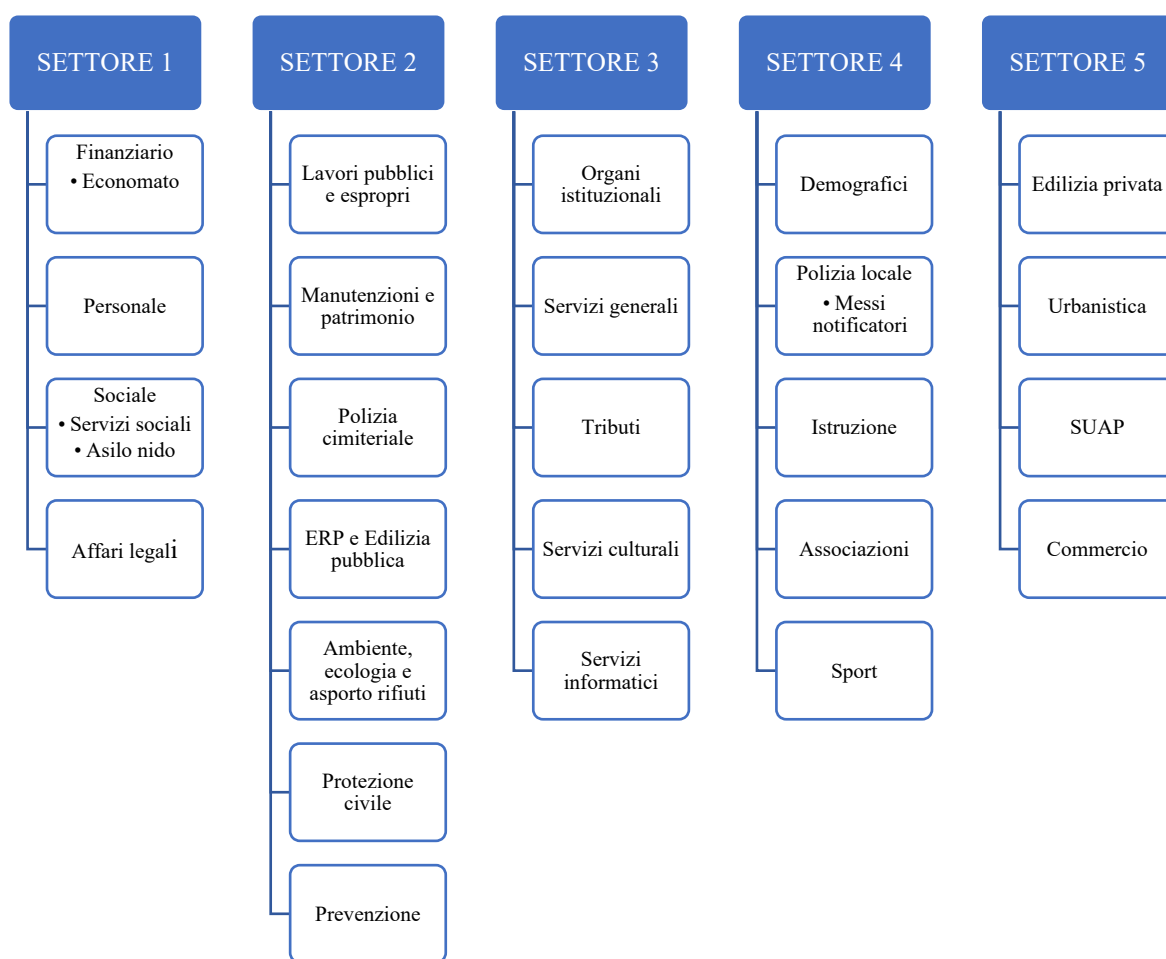 SETTORE 1
Finanziario
• Economato
Personale
Sociale
• Servizi sociali
• Asilo nido
Affari legali
SETTORE 2
Lavori pubblici
e espropri
Manutenzioni e
patrimonio
Polizia
cimiteriale
ERP e Edilizia
pubblica
Ambiente,
ecologia e
asporto rifiuti
Protezione
civile
Prevenzione
SETTORE 3
Organi
istituzionali
Servizi generali
Tributi
Servizi culturali
Servizi
informatici
SETTORE 4
Demografici
Polizia locale
• Messi
notificatori
Istruzione
Associazioni
Sport
SETTORE 5
Edilizia privata
Urbanistica
SUAP
Commercio